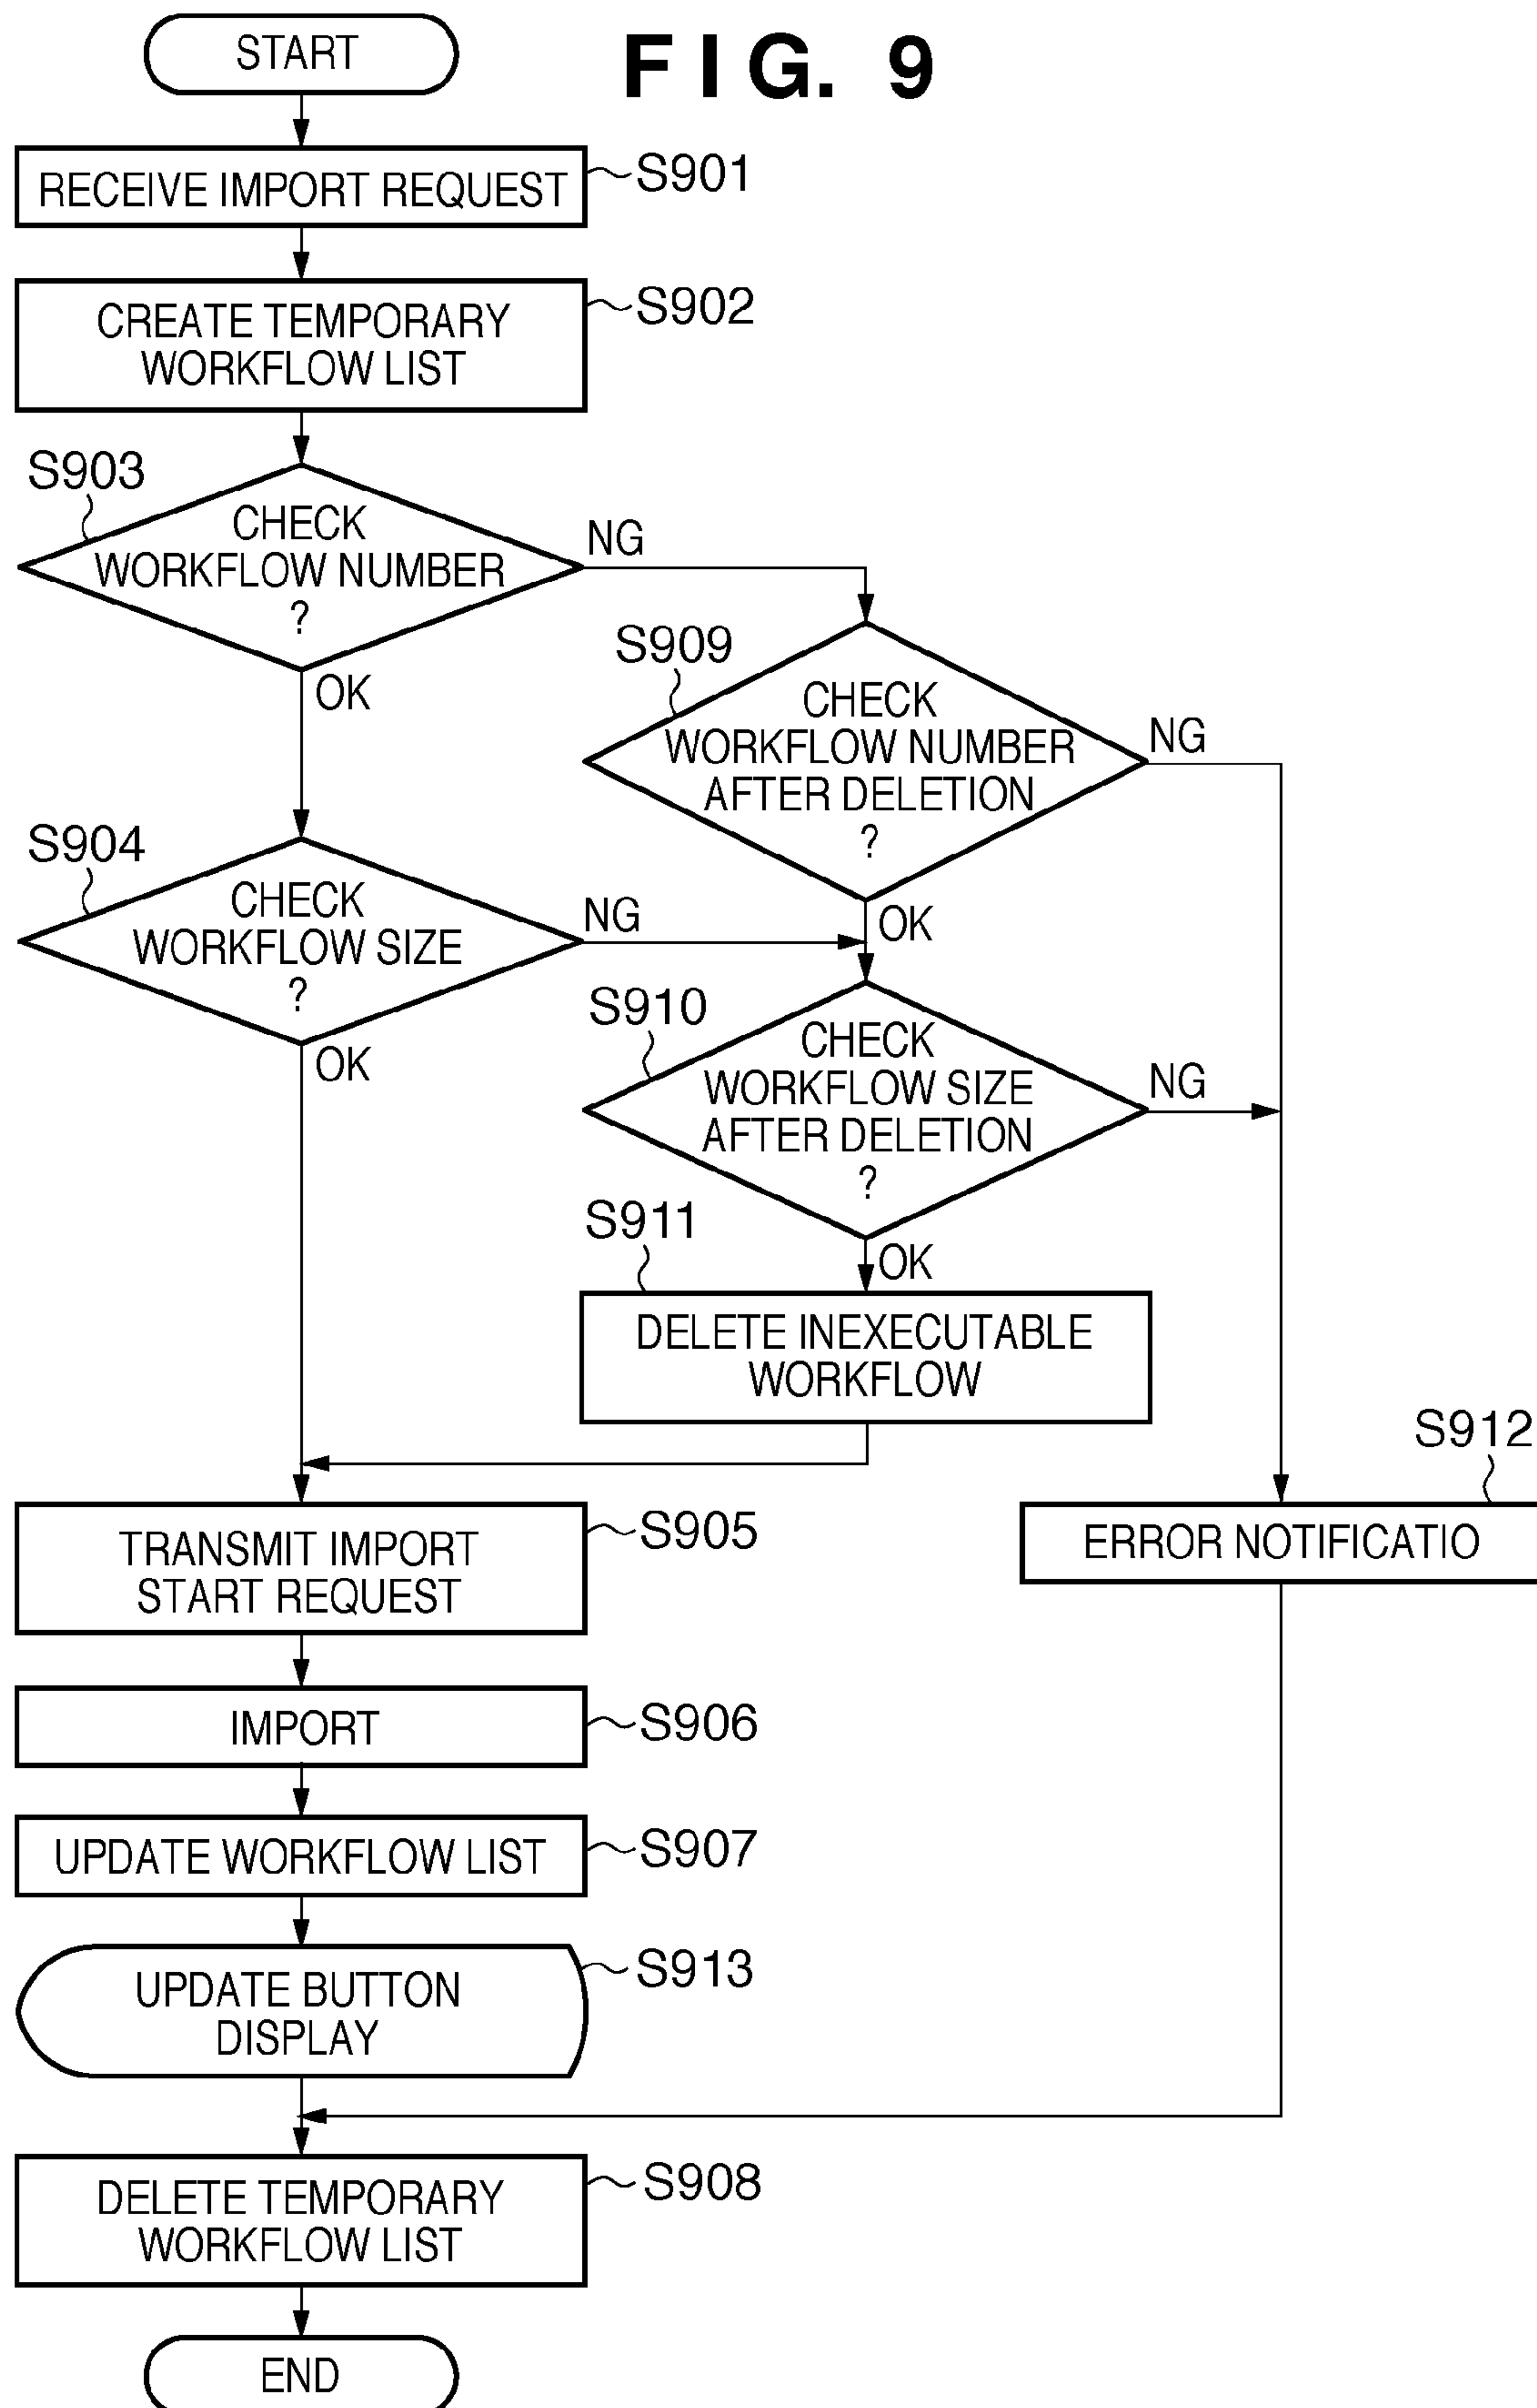 START
FIG. 9
RECEIVE IMPORT REQUEST
S901
CREATE TEMPORARY
WORKFLOW LIST
S902
S903
CHECK
WORKFLOW NUMBER
?
NG
OK
S909
CHECK
WORKFLOW NUMBER
AFTER DELETION
?
NG
OK
S904
CHECK
WORKFLOW SIZE
?
NG
OK
S910
CHECK
WORKFLOW SIZE
AFTER DELETION
?
NG
OK
S911
DELETE INEXECUTABLE
WORKFLOW
S912
ERROR NOTIFICATIO
TRANSMIT IMPORT
START REQUEST
S905
IMPORT
S906
UPDATE WORKFLOW LIST
S907
UPDATE BUTTON
DISPLAY
S913
DELETE TEMPORARY
WORKFLOW LIST
S908
END